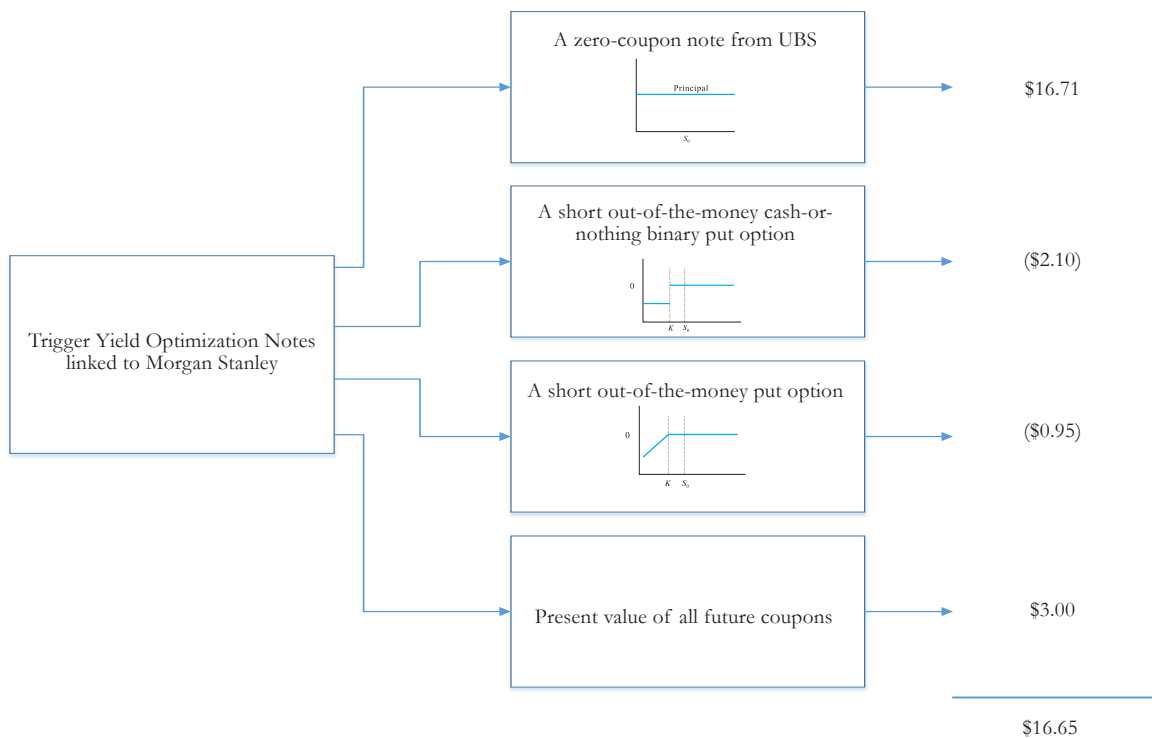 A zero-coupon note from UBS
Principal
S₀
$16.71
A short out-of-the-money cash-or-
nothing binary put option
0
K S₀
($2.10)
Trigger Yield Optimization Notes
linked to Morgan Stanley
A short out-of-the-money put option
0
K S₀
($0.95)
Present value of all future coupons
$3.00
$16.65